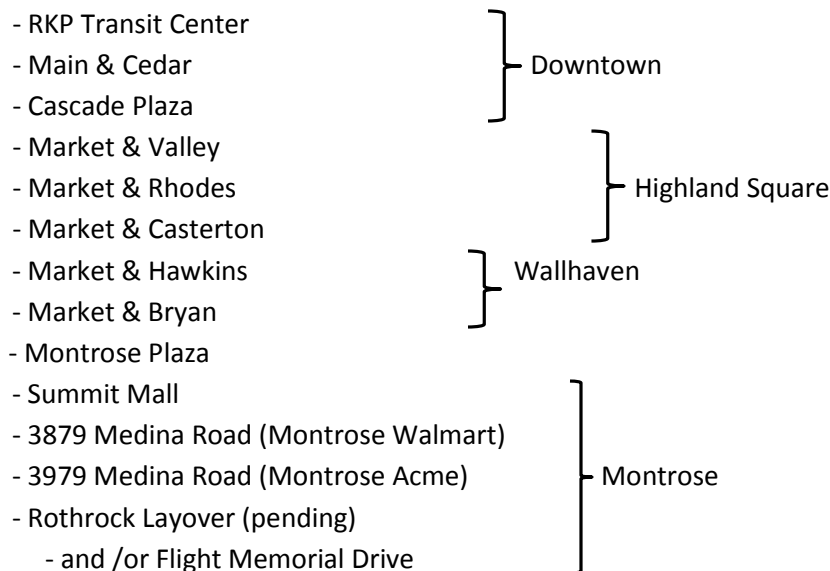 - RKP Transit Center
- Main & Cedar
Downtown
- Cascade Plaza
- Market & Valley
- Market & Rhodes
Highland Square
- Market & Casterton
- Market & Hawkins
Wallhaven
- Market & Bryan
- Montrose Plaza
- Summit Mall
- 3879 Medina Road (Montrose Walmart)
- 3979 Medina Road (Montrose Acme)
Montrose
- Rothrock Layover (pending)
- and /or Flight Memorial Drive